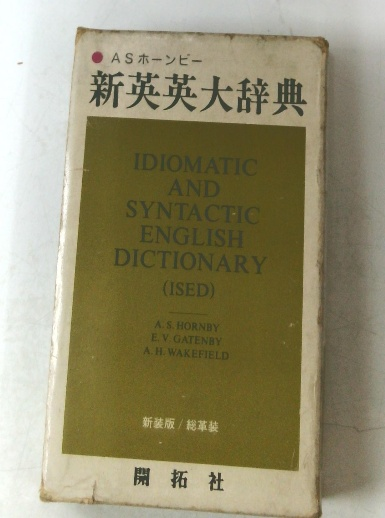 ● ASホーンビー
新英英大辞典
IDIOMATIC
AND
SYNTACTIC
ENGLISH
DICTIONARY
(ISED)
A. S. HORNBY
E. V. GATENBY
A. H. WAKEFIELD
新装版/総革装
開拓社